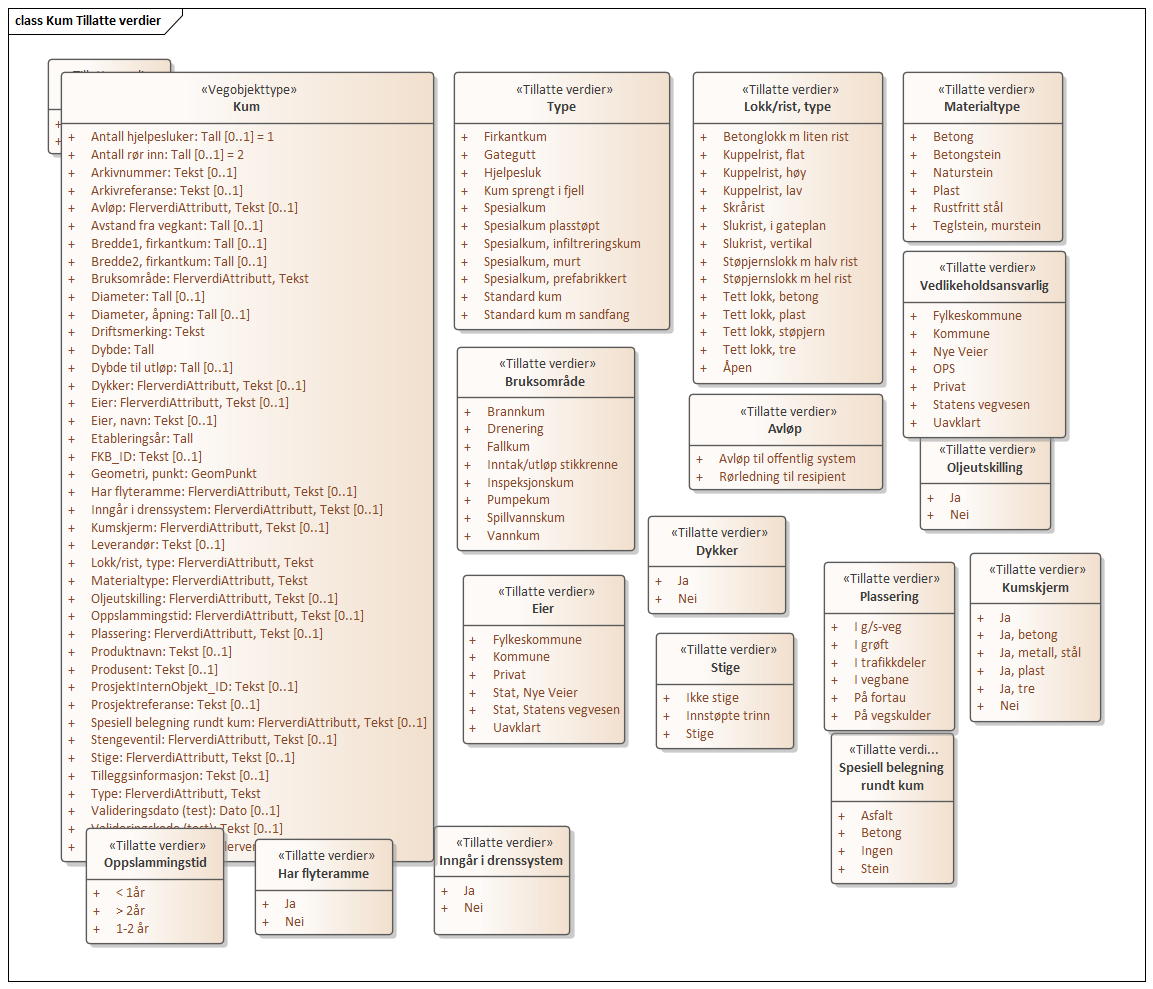 class Kum Tillatte verdier
«Vegobjekttype»
Kum
+ Antall hjelpesluker: Tall [0..1] = 1
+ Antall rør inn: Tall [0..1] = 2
+ Arkivnummer: Tekst [0..1]
+ Arkivreferanse: Tekst [0..1]
+ Avløp: FlerverdiAttributt, Tekst [0..1]
+ Avstand fra vegkant: Tall [0..1]
+ Bredde1, firkantkum: Tall [0..1]
+ Bredde2, firkantkum: Tall [0..1]
+ Bruksområde: FlerverdiAttributt, Tekst
+ Diameter: Tall [0..1]
+ Diameter, åpning: Tall [0..1]
+ Driftsmerking: Tekst
+ Dybde: Tall
+ Dybde til utløp: Tall [0..1]
+ Dykker: FlerverdiAttributt, Tekst [0..1]
+ Eier: FlerverdiAttributt, Tekst [0..1]
+ Eier, navn: Tekst [0..1]
+ Etableringsår: Tall
+ FKB_ID: Tekst [0..1]
+ Geometri, punkt: GeomPunkt
+ Har flyteramme: FlerverdiAttributt, Tekst [0..1]
+ Inngår i drenssystem: FlerverdiAttributt, Tekst [0..1]
+ Kumskjerm: FlerverdiAttributt, Tekst [0..1]
+ Leverandør: Tekst [0..1]
+ Lokk/rist, type: FlerverdiAttributt, Tekst
+ Materialtype: FlerverdiAttributt, Tekst
+ Oljeutskilling: FlerverdiAttributt, Tekst [0..1]
+ Oppslammingstid: FlerverdiAttributt, Tekst [0..1]
+ Plassering: FlerverdiAttributt, Tekst [0..1]
+ Produktnavn: Tekst [0..1]
+ Produsent: Tekst [0..1]
+ ProsjektInternObjekt_ID: Tekst [0..1]
+ Prosjektreferanse: Tekst [0..1]
+ Spesiell belegning rundt kum: FlerverdiAttributt, Tekst [0..1]
+ Stengeventil: FlerverdiAttributt, Tekst [0..1]
+ Stige: FlerverdiAttributt, Tekst [0..1]
+ Tilleggsinformasjon: Tekst [0..1]
+ Type: FlerverdiAttributt, Tekst
+ Valideringsdato (test): Dato [0..1]
Tekst [0..1]
«Tillatte verdier»
Type
+ Firkantkum
+ Gategutt
+ Hjelpesluk
+ Kum sprengt i fjell
+ Spesialkum
+ Spesialkum plasstøpt
+ Spesialkum, infiltreringskum
+ Spesialkum, murt
+ Spesialkum, prefabrikkert
+ Standard kum
+ Standard kum m sandfang
«Tillatte verdier»
Lokk/rist, type
+ Betonglokk m liten rist
+ Kuppelrist, flat
+ Kuppelrist, høy
+ Kuppelrist, lav
+ Skrårist
+ Slukrist, i gateplan
+ Slukrist, vertikal
+ Støpjernslokk m halv rist
+ Støpjernslokk m hel rist
+ Tett lokk, betong
+ Tett lokk, plast
+ Tett lokk, støpjern
+ Tett lokk, tre
+ Åpen
«Tillatte verdier»
Materialtype
+ Betong
+ Betongstein
+ Naturstein
+ Plast
+ Rustfritt stål
+ Teglstein, murstein
«Tillatte verdier»
Vedlikeholdsansvarlig
+ Fylkeskommune
+ Kommune
+ Nye Veier
+ OPS
+ Privat
+ Statens vegvesen
+ Uavklart
«Tillatte verdier»
Bruksområde
+ Brannkum
+ Drenering
+ Fallkum
+ Inntak/utløp stikkrenne
+ Inspeksjonskum
+ Pumpekum
+ Spillvannskum
+ Vannkum
«Tillatte verdier»
Avløp
+ Avløp til offentlig system
+ Rørledning til resipient
«Tillatte verdier»
Oljeutskilling
+ Ja
+ Nei
«Tillatte verdier»
Dykker
+ Ja
+ Nei
«Tillatte verdier»
Eier
+ Fylkeskommune
+ Kommune
+ Privat
+ Stat, Nye Veier
+ Stat, Statens vegvesen
+ Uavklart
«Tillatte verdier»
Stige
+ Ikke stige
+ Innstøpte trinn
+ Stige
«Tillatte verdier»
Plassering
+ I g/s-veg
+ I grøft
+ I trafikkdeler
+ I vegbane
+ På fortau
+ På vegskulder
«Tillatte verdier»
Kumskjerm
+ Ja
+ Ja, betong
+ Ja, metall, stål
+ Ja, plast
+ Ja, tre
+ Nei
«Tillatte verdi...
Spesiell belegning
rundt kum
+ Asfalt
+ Betong
+ Ingen
+ Stein
«Tillatte verdier»
Oppslammingstid
+ < 1år
+ > 2år
+ 1-2 år
«Tillatte verdier»
Har flyteramme
+ Ja
+ Nei
«Tillatte verdier»
Inngår i drenssystem
+ Ja
+ Nei